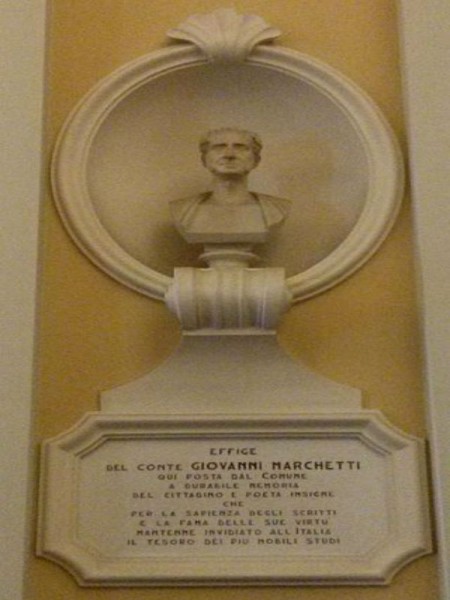 EFFIGE
DEL CONTE GIOVANNI MARCHETTI
QUI POSTA DAL COMUNE
A DURABILE MEMORIA
DEL CITTADINO E POETA INSIGNE
CHE
PER LA SAPIENZA DEGLI SCRITTI
E LA FAMA DELLE SUE VIRTU
MANTENNE INVIDIATO ALL'ITALIA
IL TESORO DEI PIU NOBILI STUDI